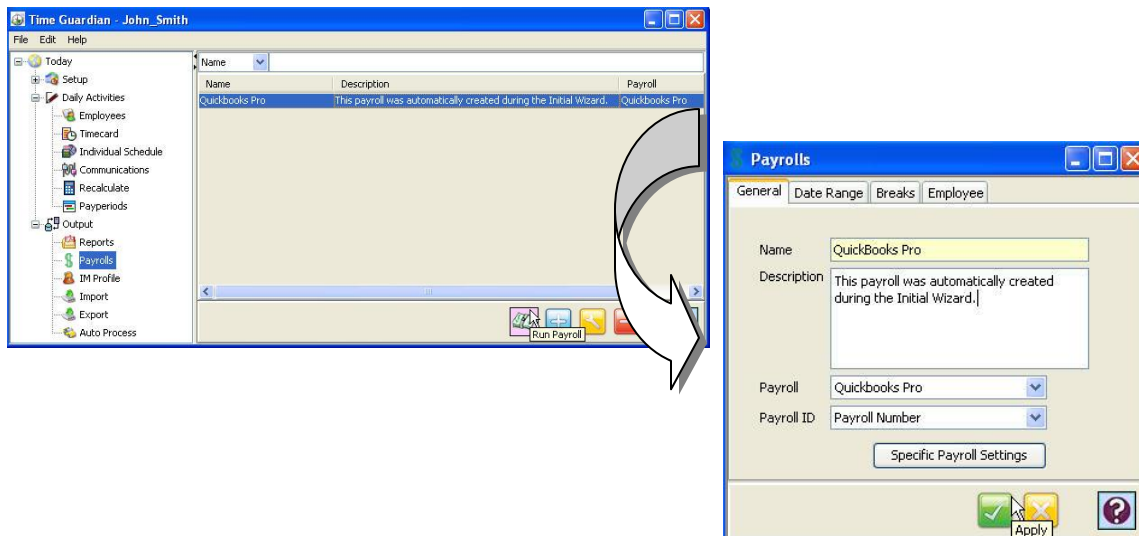 Time Guardian - John_Smith
File Edit Help
Today
Setup
Daily Activities
Employees
Timecard
Individual Schedule
Communications
Recalculate
Payperiods
Output
Reports
Payrolls
IM Profile
Import
Export
Auto Process
Name
Name Description Payroll
Quickbooks Pro This payroll was automatically created during the Initial Wizard. Quickbooks Pro
Run Payroll
Payrolls
General Date Range Breaks Employee
Name QuickBooks Pro
Description This payroll was automatically created
during the Initial Wizard.
Payroll Quickbooks Pro
Payroll ID Payroll Number
Specific Payroll Settings
Apply